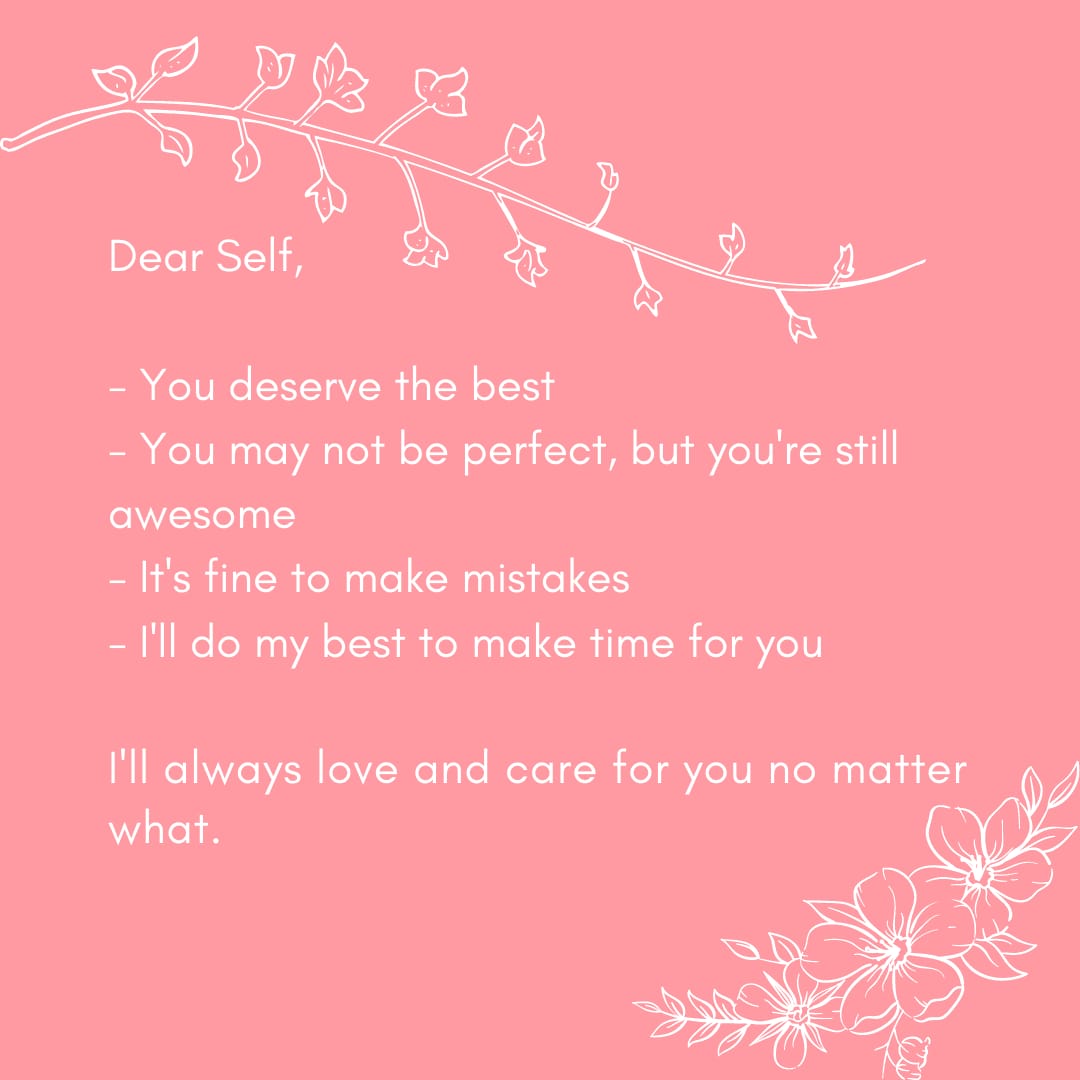 Dear Self,
- You deserve the best
- You may not be perfect, but you're still
awesome
- It's fine to make mistakes
- I'll do my best to make time for you
I'll always love and care for you no matter
what.